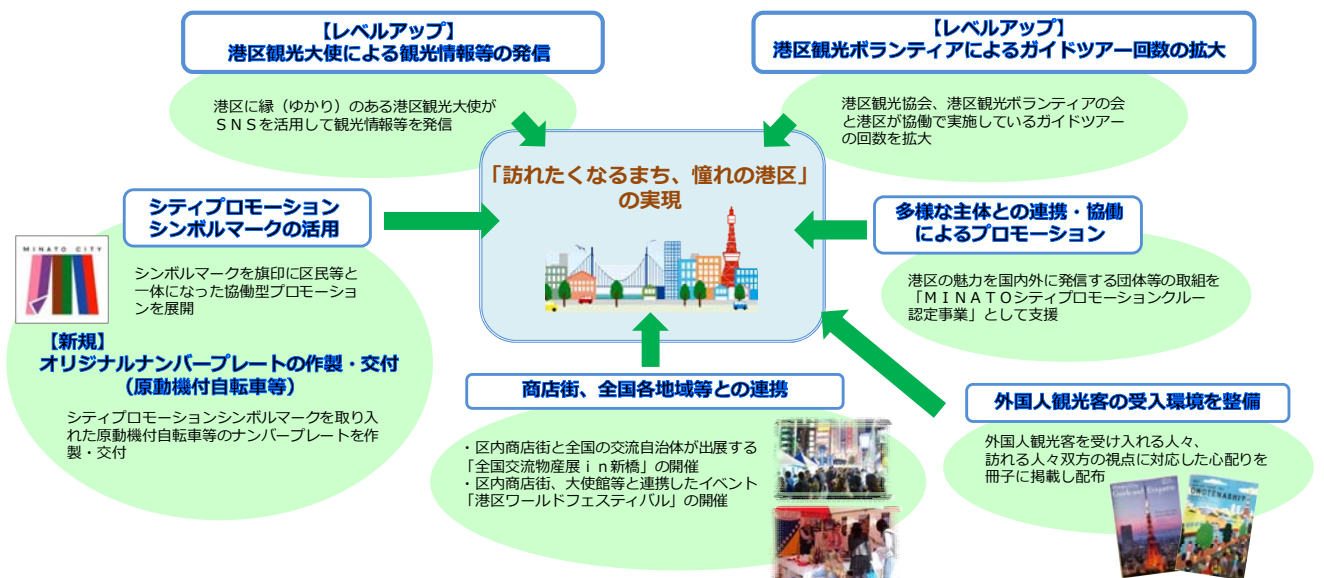 【レベルアップ】
港区観光大使による観光情報等の発信
港区に縁（ゆかり）のある港区観光大使が
ＳＮＳを活用して観光情報等を発信
【レベルアップ】
港区観光ボランティアによるガイドツアー回数の拡大
港区観光協会、港区観光ボランティアの会
と港区が協働で実施しているガイドツアー
の回数を拡大
「訪れたくなるまち、憧れの港区」
の実現
シティプロモーション
シンボルマークの活用
MINATO CITY
シンボルマークを旗印に区民等と
一体になった協働型プロモーショ
ンを展開
【新規】
オリジナルナンバープレートの作製・交付
（原動機付自転車等）
シティプロモーションシンボルマークを取り入
れた原動機付自転車等のナンバープレートを作
製・交付
多様な主体との連携・協働
によるプロモーション
港区の魅力を国内外に発信する団体等の取組を
「ＭＩＮＡＴＯシティプロモーションクルー
認定事業」として支援
商店街、全国各地域等との連携
・区内商店街と全国の交流自治体が出展する
「全国交流物産展ｉｎ新橋」の開催
・区内商店街、大使館等と連携したイベント
「港区ワールドフェスティバル」の開催
外国人観光客の受入環境を整備
外国人観光客を受け入れる人々、
訪れる人々双方の視点に対応した心配りを
冊子に掲載し配布